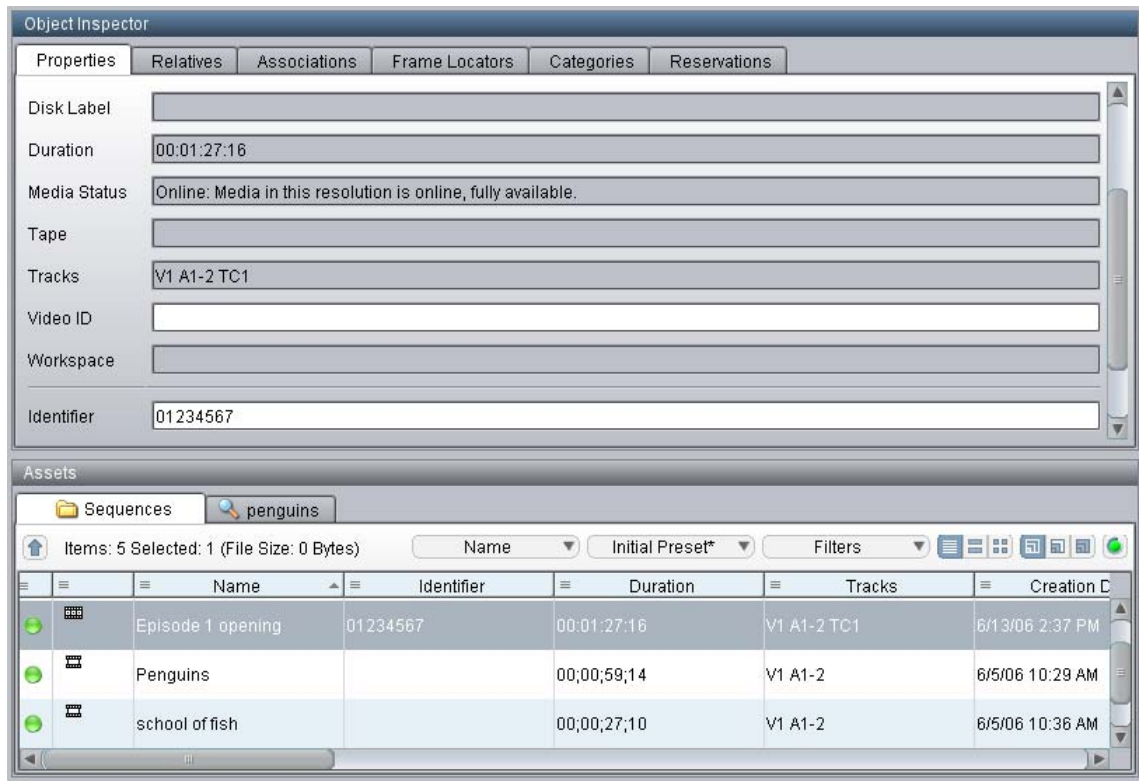 Object Inspector
Properties Relatives Associations Frame Locators Categories Reservations
Disk Label
Duration 00:01:27:16
Media Status Online: Media in this resolution is online, fully available.
Tape
Tracks V1 A1-2 TC1
Video ID
Workspace
Identifier 01234567
Assets
Sequences penguins
Items: 5 Selected: 1 (File Size: 0 Bytes) Name Initial Preset* Filters
Name Identifier Duration Tracks Creation D
Episode 1 opening 01234567 00:01:27:16 V1 A1-2 TC1 6/13/06 2:37 PM
Penguins 00;00;59;14 V1 A1-2 6/5/06 10:29 AM
school of fish 00;00;27;10 V1 A1-2 6/5/06 10:36 AM